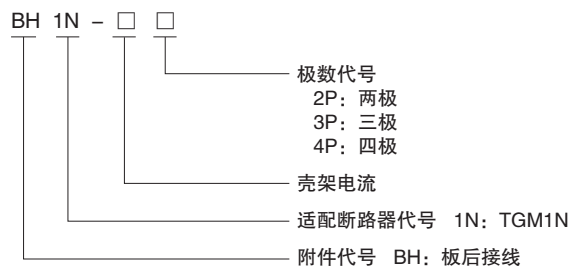 BH 1N - □ □
极数代号
2P：两极
3P：三极
4P：四极
壳架电流
适配断路器代号 1N：TGM1N
附件代号 BH：板后接线